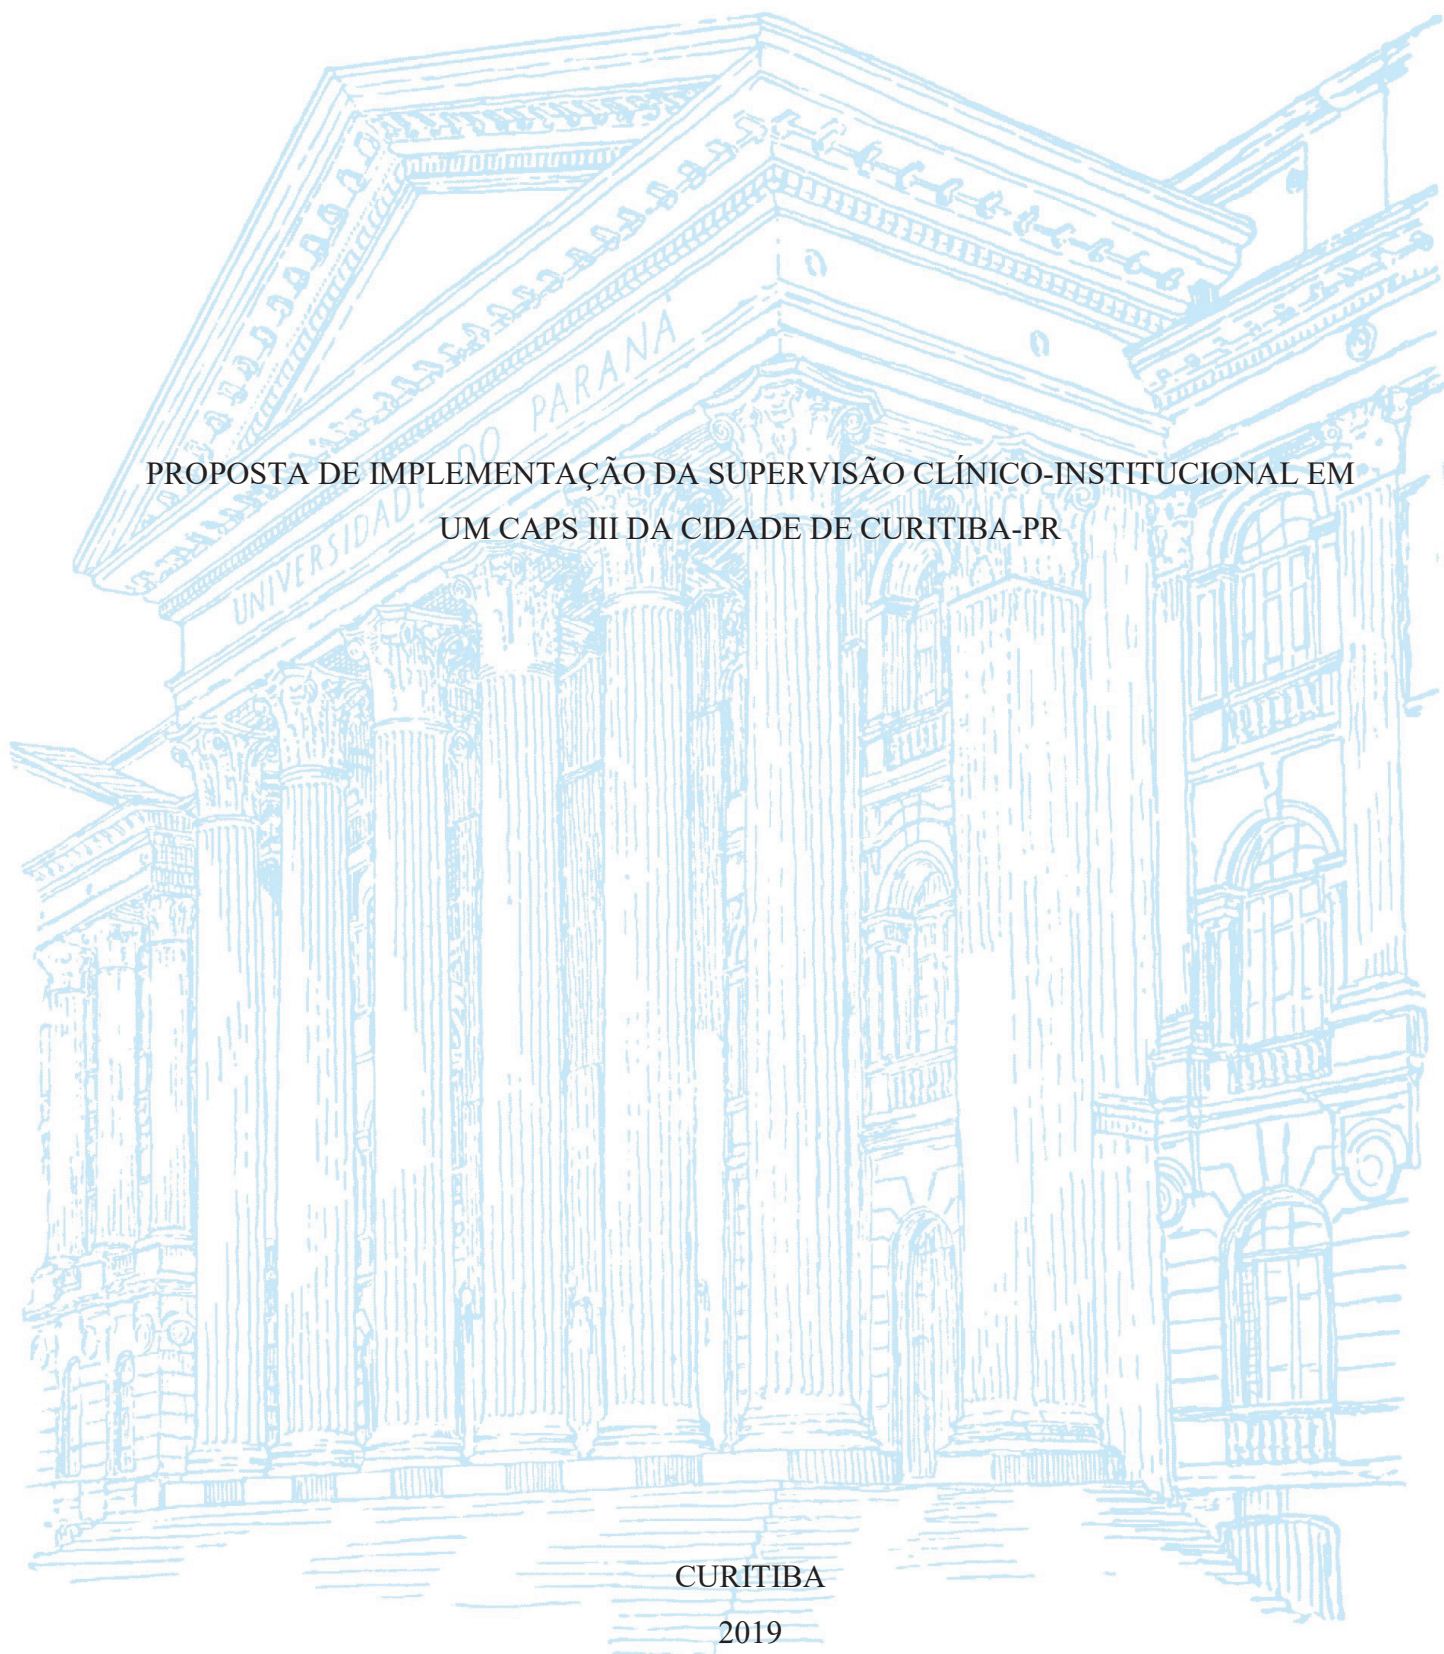 UNIVERSIDADE DO PARANÁ
PROPOSTA DE IMPLEMENTAÇÃO DA SUPERVISÃO CLÍNICO-INSTITUCIONAL EM
UM CAPS III DA CIDADE DE CURITIBA-PR
CURITIBA
2019